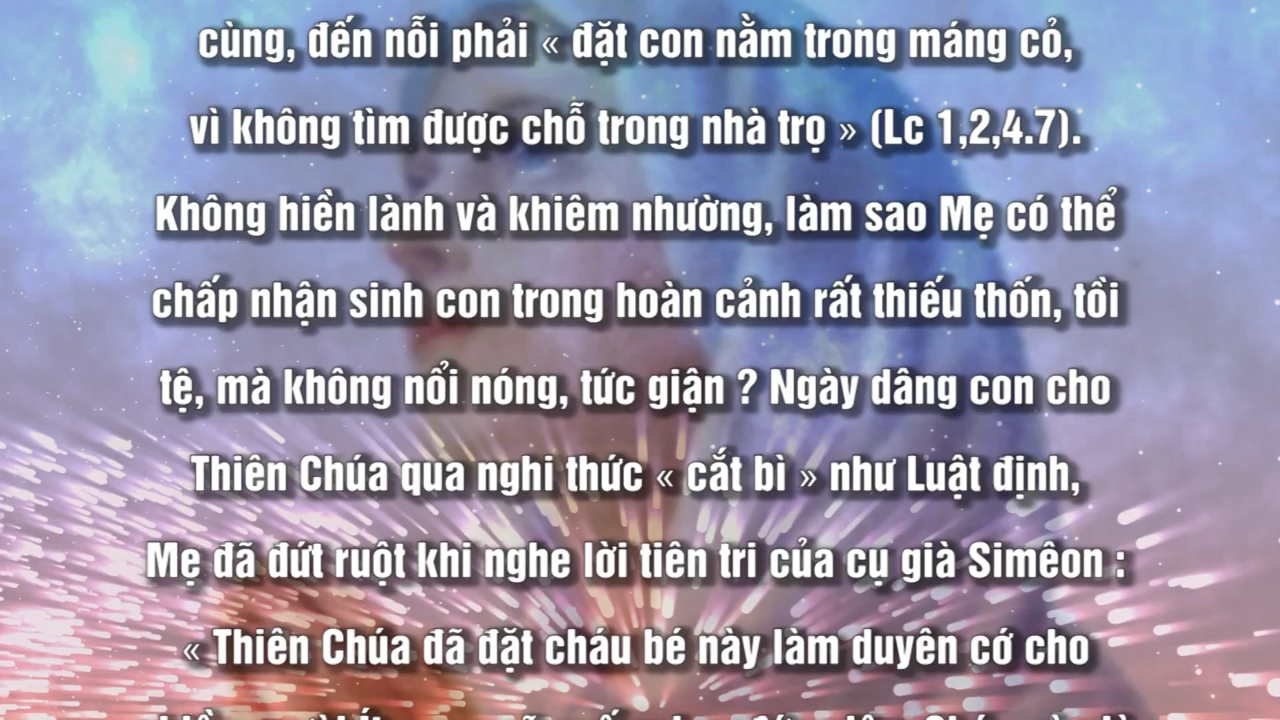 cùng, đến nỗi phải « đặt con nằm trong máng cỏ,
vì không tìm được chỗ trong nhà trọ » (Lc 1,2,4.7).
Không hiền lành và khiêm nhường, làm sao Mẹ có thể
chấp nhận sinh con trong hoàn cảnh rất thiếu thốn, tồi
tệ, mà không nổi nóng, tức giận ? Ngày dâng con cho
Thiên Chúa qua nghi thức « cắt bì » như Luật định,
Mẹ đã đứt ruột khi nghe lời tiên tri của cụ già Simêon :
« Thiên Chúa đã đặt cháu bé này làm duyên cớ cho